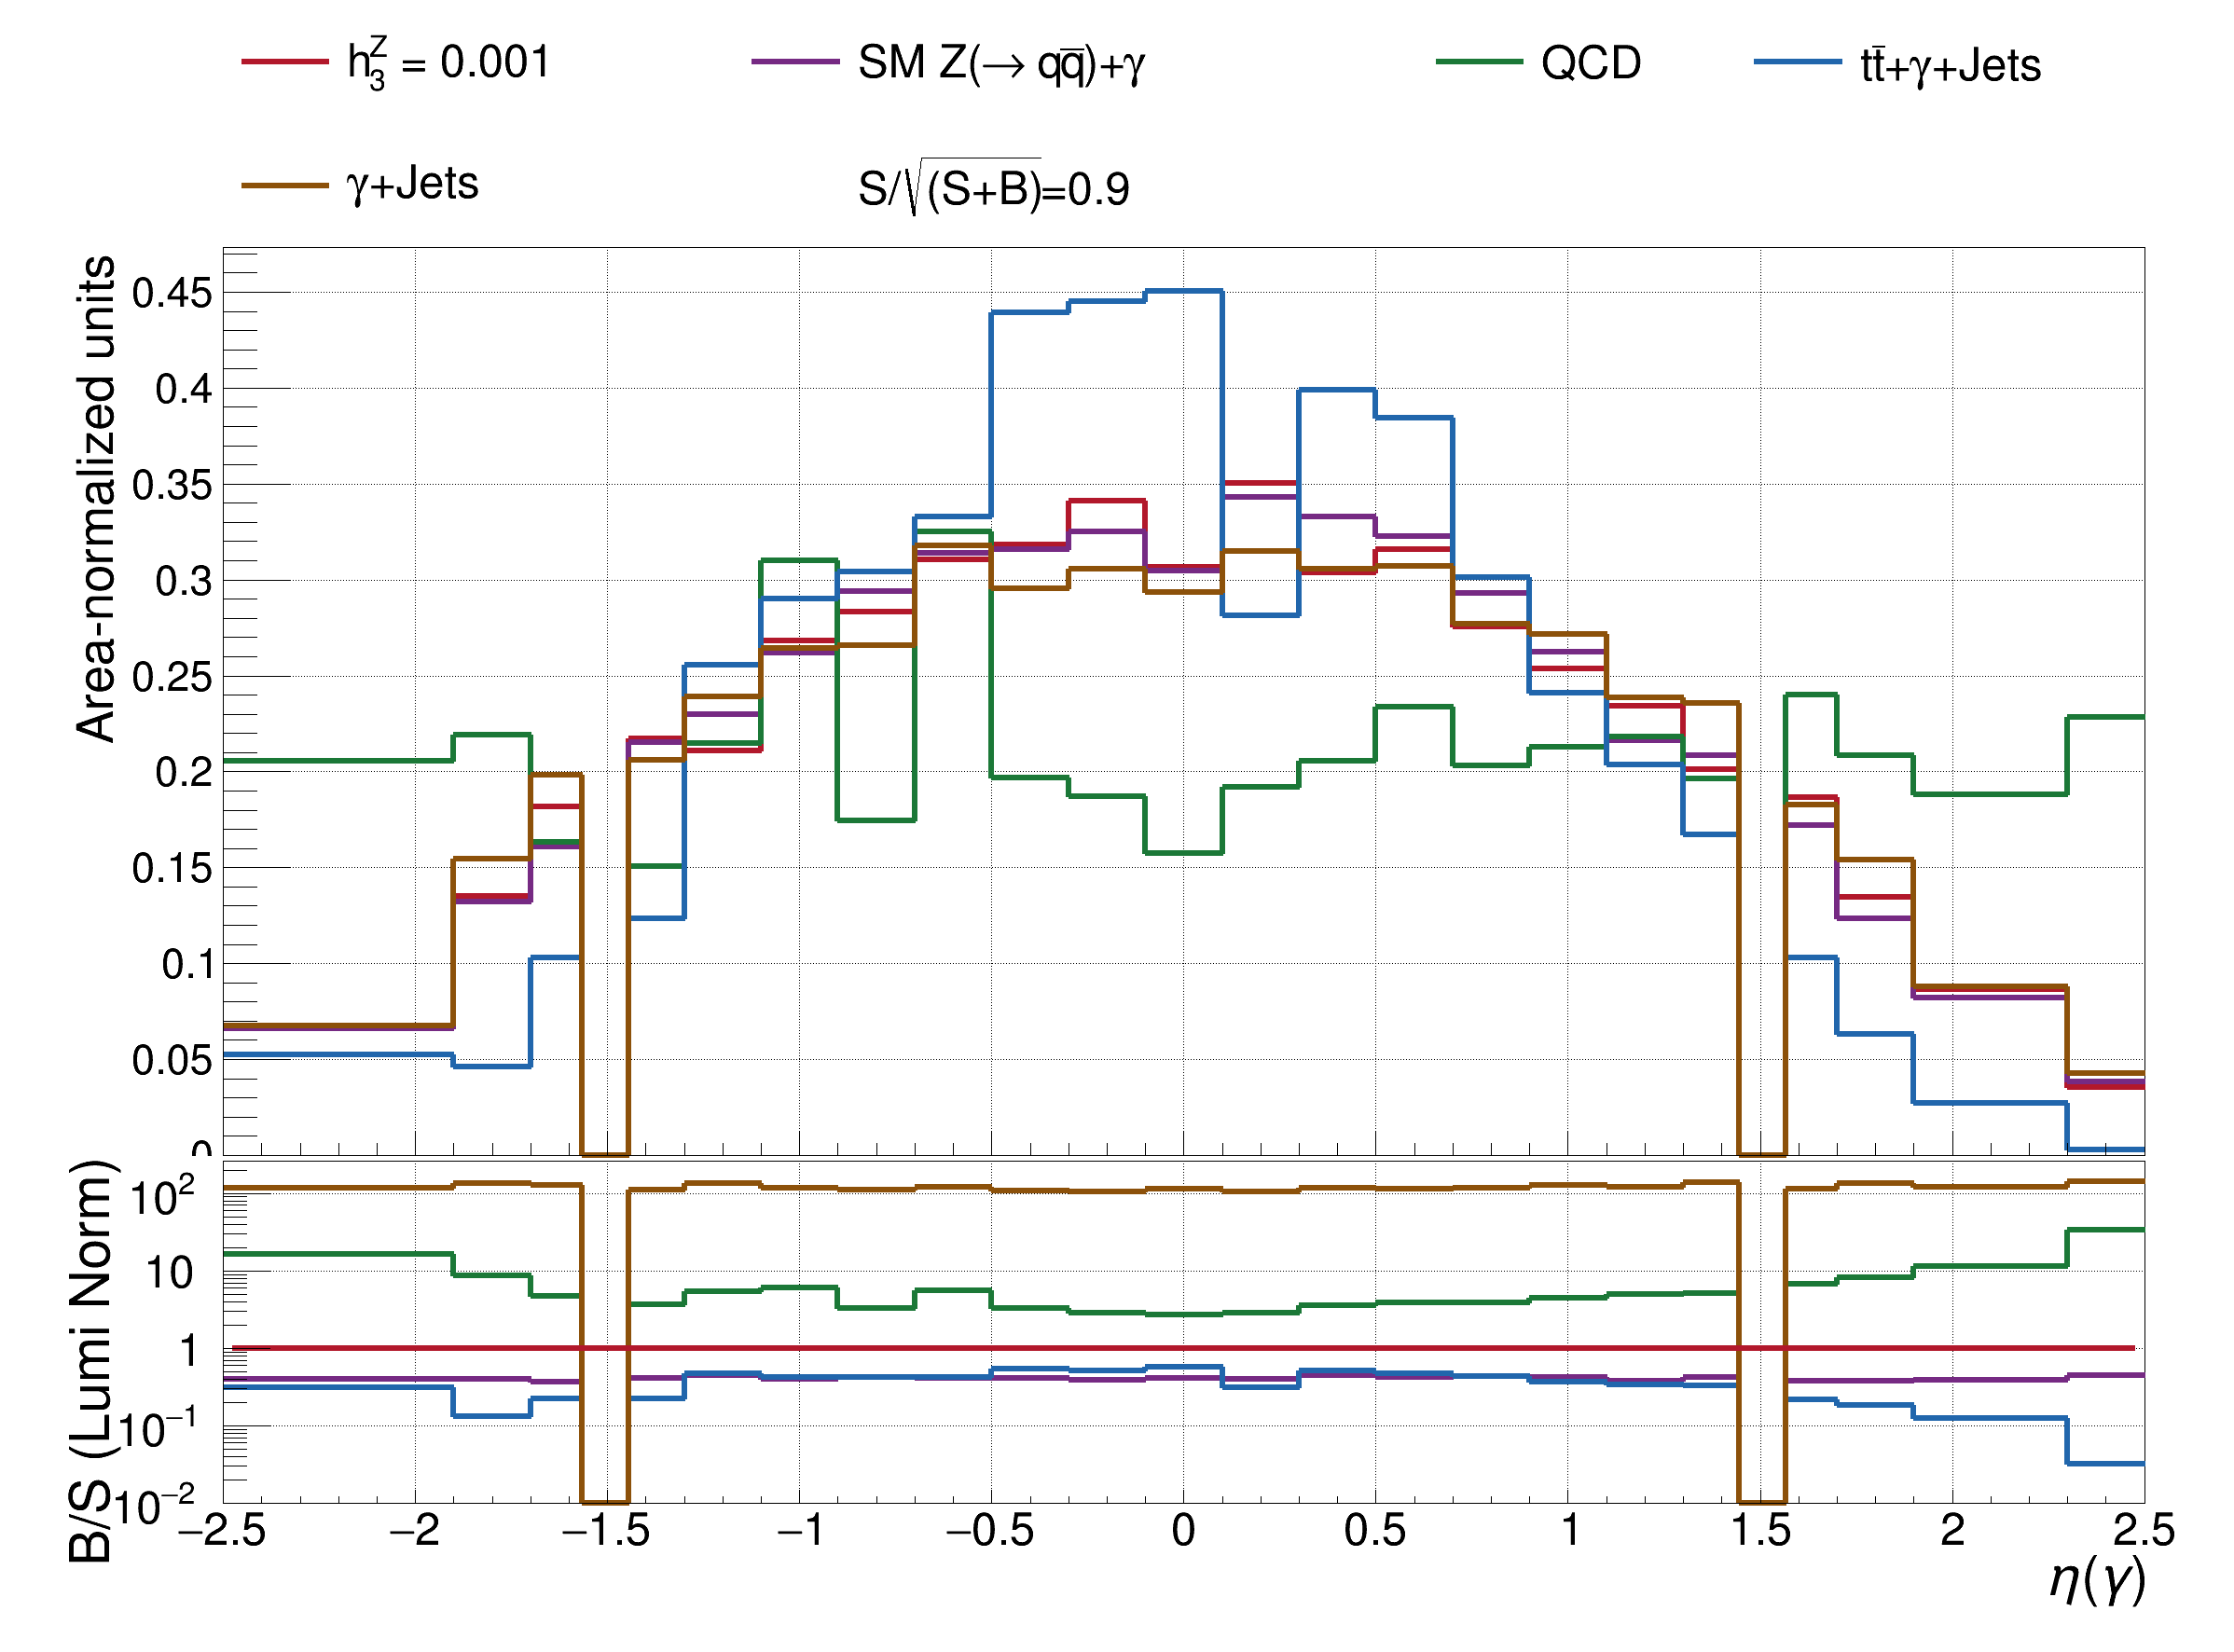 h₃ᶻ = 0.001
SM Z(→ qq̅)+γ
QCD
tt̅+γ+Jets
γ+Jets
S/√(S+B)=0.9
Area-normalized units
0.45
0.4
0.35
0.3
0.25
0.2
0.15
0.1
0.05
0
B/S (Lumi Norm)
10²
10
1
10⁻¹
10⁻²
−2.5 −2 −1.5 −1 −0.5 0 0.5 1 1.5 2 2.5
η(γ)